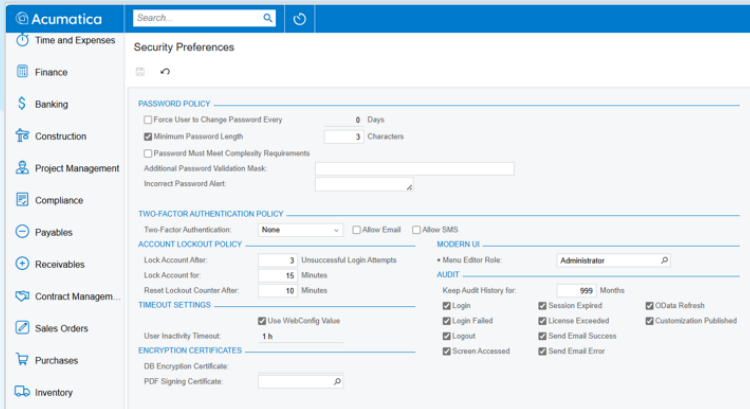 Acumatica
Search...
Time and Expenses
Finance
Banking
Construction
Project Management
Compliance
Payables
Receivables
Contract Managem...
Sales Orders
Purchases
Inventory
Security Preferences
PASSWORD POLICY
Force User to Change Password Every 0 Days
Minimum Password Length 3 Characters
Password Must Meet Complexity Requirements
Additional Password Validation Mask:
Incorrect Password Alert:
TWO-FACTOR AUTHENTICATION POLICY
Two-Factor Authentication: None Allow Email Allow SMS
ACCOUNT LOCKOUT POLICY
Lock Account After: 3 Unsuccessful Login Attempts
Lock Account for: 15 Minutes
Reset Lockout Counter After: 10 Minutes
TIMEOUT SETTINGS
Use WebConfig Value
User Inactivity Timeout: 1 h
ENCRYPTION CERTIFICATES
DB Encryption Certificate:
PDF Signing Certificate:
MODERN UI
Menu Editor Role: Administrator
AUDIT
Keep Audit History for: 999 Months
Login Session Expired OData Refresh
Login Failed License Exceeded Customization Published
Logout Send Email Success
Screen Accessed Send Email Error